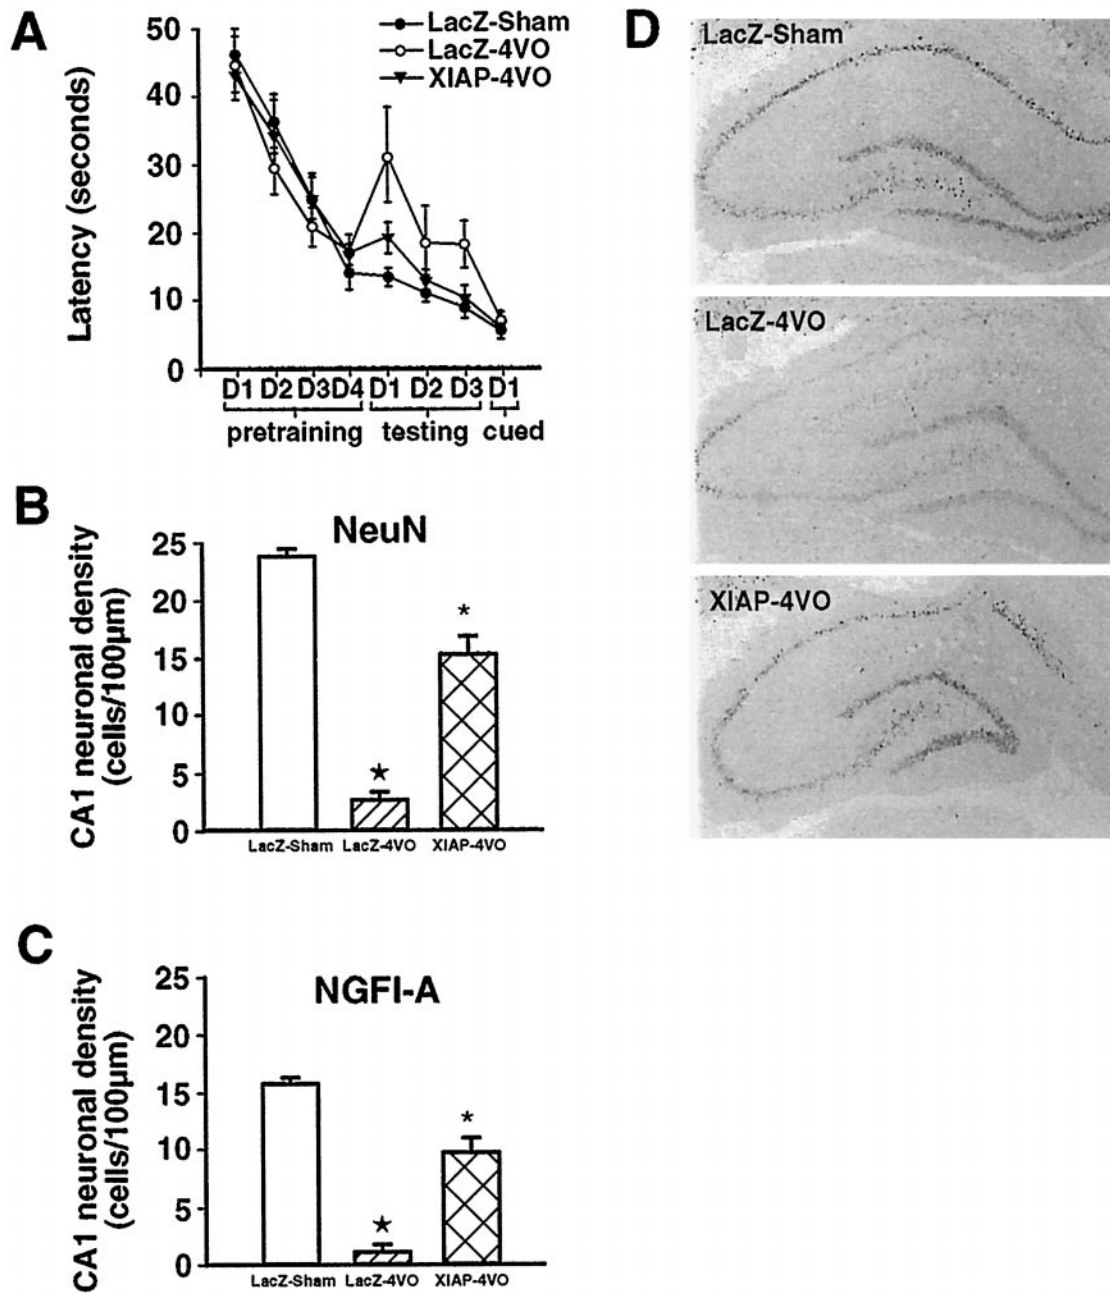 A
LacZ-Sham
LacZ-4VO
XIAP-4VO
Latency (seconds)
50
40
30
20
10
0
D1 D2 D3 D4 D1 D2 D3 D1
pretraining testing cued
B
NeuN
CA1 neuronal density
(cells/100μm)
25
20
15
10
5
0
★
*
LacZ-Sham LacZ-4VO XIAP-4VO
C
NGFI-A
CA1 neuronal density
(cells/100μm)
25
20
15
10
5
0
★
*
LacZ-Sham LacZ-4VO XIAP-4VO
D
LacZ-Sham
LacZ-4VO
XIAP-4VO